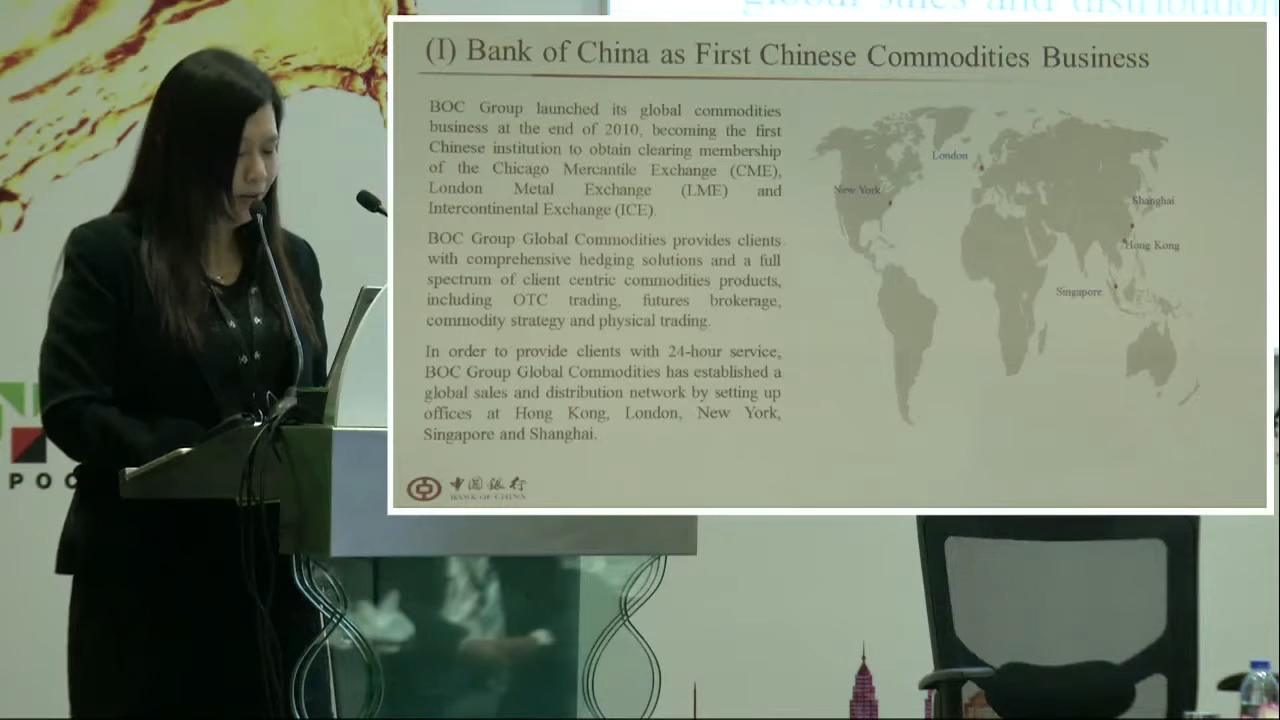 global sales and distribution
(I) Bank of China as First Chinese Commodities Business
BOC Group launched its global commodities
business at the end of 2010, becoming the first
Chinese institution to obtain clearing membership
of the Chicago Mercantile Exchange (CME),
London Metal Exchange (LME) and
Intercontinental Exchange (ICE).
BOC Group Global Commodities provides clients
with comprehensive hedging solutions and a full
spectrum of client centric commodities products,
including OTC trading, futures brokerage,
commodity strategy and physical trading.
In order to provide clients with 24-hour service,
BOC Group Global Commodities has established a
global sales and distribution network by setting up
offices at Hong Kong, London, New York,
Singapore and Shanghai.
London
New York
Shanghai
Hong Kong
Singapore
中国银行
BANK OF CHINA
POC